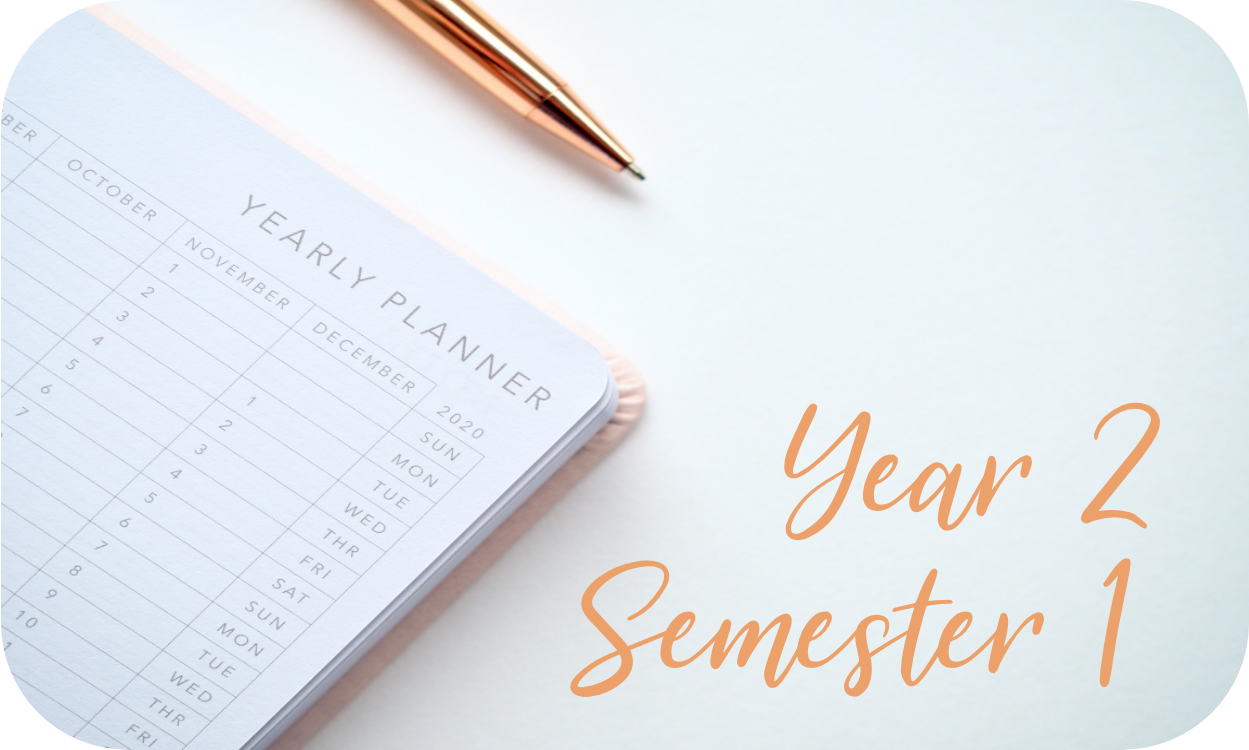 YEARLY PLANNER
2020
BER OCTOBER NOVEMBER DECEMBER
1 SUN
2 MON
3 1 TUE
4 2 WED
5 3 THR
6 4 FRI
7 5 SAT
6 SUN
7 MON
8 TUE
9 WED
10 THR
FRI
Year 2
Semester 1